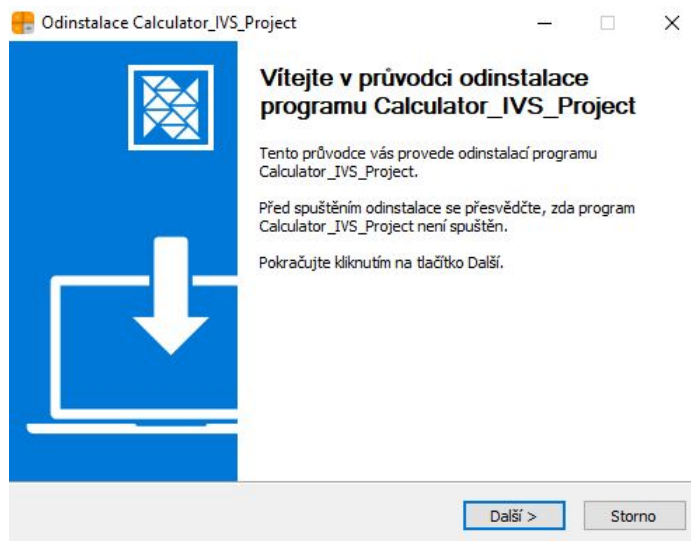 Odinstalace Calculator_IVS_Project
Vítejte v průvodci odinstalace
programu Calculator_IVS_Project
Tento průvodce vás provede odinstalací programu
Calculator_IVS_Project.
Před spuštěním odinstalace se přesvědčte, zda program
Calculator_IVS_Project není spuštěn.
Pokračujte kliknutím na tlačítko Další.
Další >
Storno